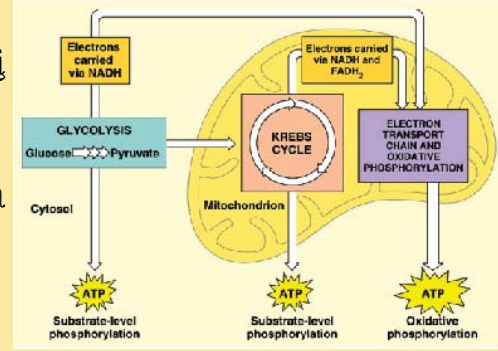 Electrons
carried
via NADH
Electrons carried
via NADH and
FADH₂
GLYCOLYSIS
Glucose Pyruvate
KREBS
CYCLE
ELECTRON
TRANSPORT
CHAIN AND
OXIDATIVE
PHOSPHORYLATION
Cytosol
Mitochondrion
ATP
ATP
ATP
Substrate-level
phosphorylation
Substrate-level
phosphorylation
Oxidative
phosphorylation